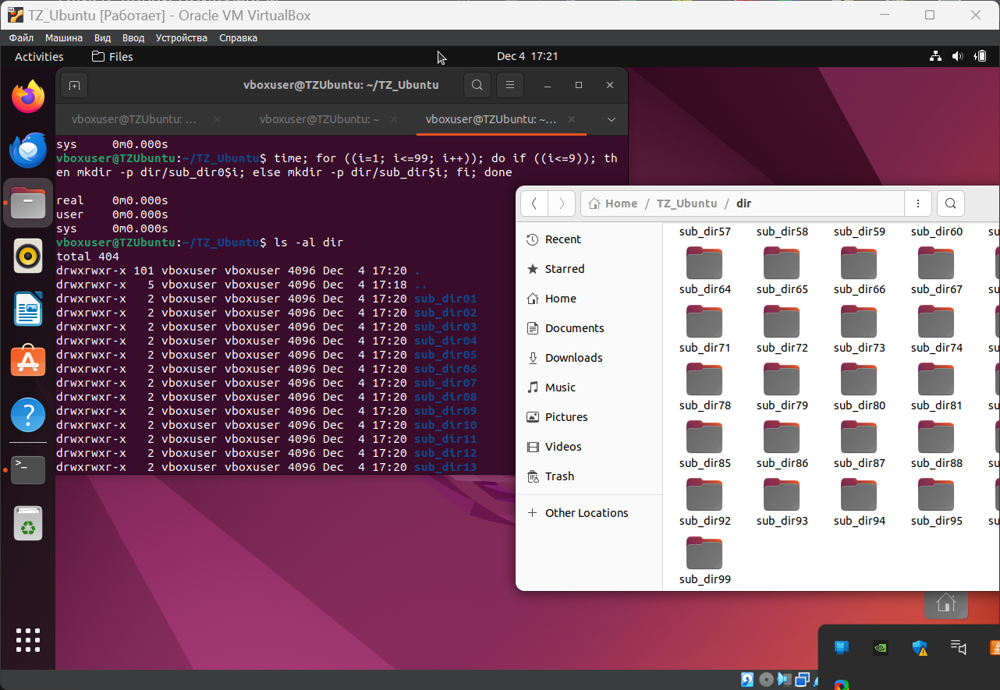 TZ_Ubuntu [Работает] - Oracle VM VirtualBox
Файл Машина Вид Ввод Устройства Справка
Activities Files Dec 4 17:21
vboxuser@TZUbuntu: ~/TZ_Ubuntu
vboxuser@TZUbuntu: ... vboxuser@TZUbuntu: ~ vboxuser@TZUbuntu: ~...
sys 0m0.000s
vboxuser@TZUbuntu:~/TZ_Ubuntu$ time; for ((i=1; i<=99; i++)); do if ((i<=9)); th
en mkdir -p dir/sub_dir0$i; else mkdir -p dir/sub_dir$i; fi; done
real 0m0.000s
user 0m0.000s
sys 0m0.000s
vboxuser@TZUbuntu:~/TZ_Ubuntu$ ls -al dir
total 404
drwxrwxr-x 101 vboxuser vboxuser 4096 Dec 4 17:20 .
drwxrwxr-x 5 vboxuser vboxuser 4096 Dec 4 17:18 ..
drwxrwxr-x 2 vboxuser vboxuser 4096 Dec 4 17:20 sub_dir01
drwxrwxr-x 2 vboxuser vboxuser 4096 Dec 4 17:20 sub_dir02
drwxrwxr-x 2 vboxuser vboxuser 4096 Dec 4 17:20 sub_dir03
drwxrwxr-x 2 vboxuser vboxuser 4096 Dec 4 17:20 sub_dir04
drwxrwxr-x 2 vboxuser vboxuser 4096 Dec 4 17:20 sub_dir05
drwxrwxr-x 2 vboxuser vboxuser 4096 Dec 4 17:20 sub_dir06
drwxrwxr-x 2 vboxuser vboxuser 4096 Dec 4 17:20 sub_dir07
drwxrwxr-x 2 vboxuser vboxuser 4096 Dec 4 17:20 sub_dir08
drwxrwxr-x 2 vboxuser vboxuser 4096 Dec 4 17:20 sub_dir09
drwxrwxr-x 2 vboxuser vboxuser 4096 Dec 4 17:20 sub_dir10
drwxrwxr-x 2 vboxuser vboxuser 4096 Dec 4 17:20 sub_dir11
drwxrwxr-x 2 vboxuser vboxuser 4096 Dec 4 17:20 sub_dir12
drwxrwxr-x 2 vboxuser vboxuser 4096 Dec 4 17:20 sub_dir13
Home / TZ_Ubuntu / dir
Recent
Starred
Home
Documents
Downloads
Music
Pictures
Videos
Trash
Other Locations
sub_dir57 sub_dir58 sub_dir59 sub_dir60
sub_dir64 sub_dir65 sub_dir66 sub_dir67
sub_dir71 sub_dir72 sub_dir73 sub_dir74
sub_dir78 sub_dir79 sub_dir80 sub_dir81
sub_dir85 sub_dir86 sub_dir87 sub_dir88
sub_dir92 sub_dir93 sub_dir94 sub_dir95
sub_dir99